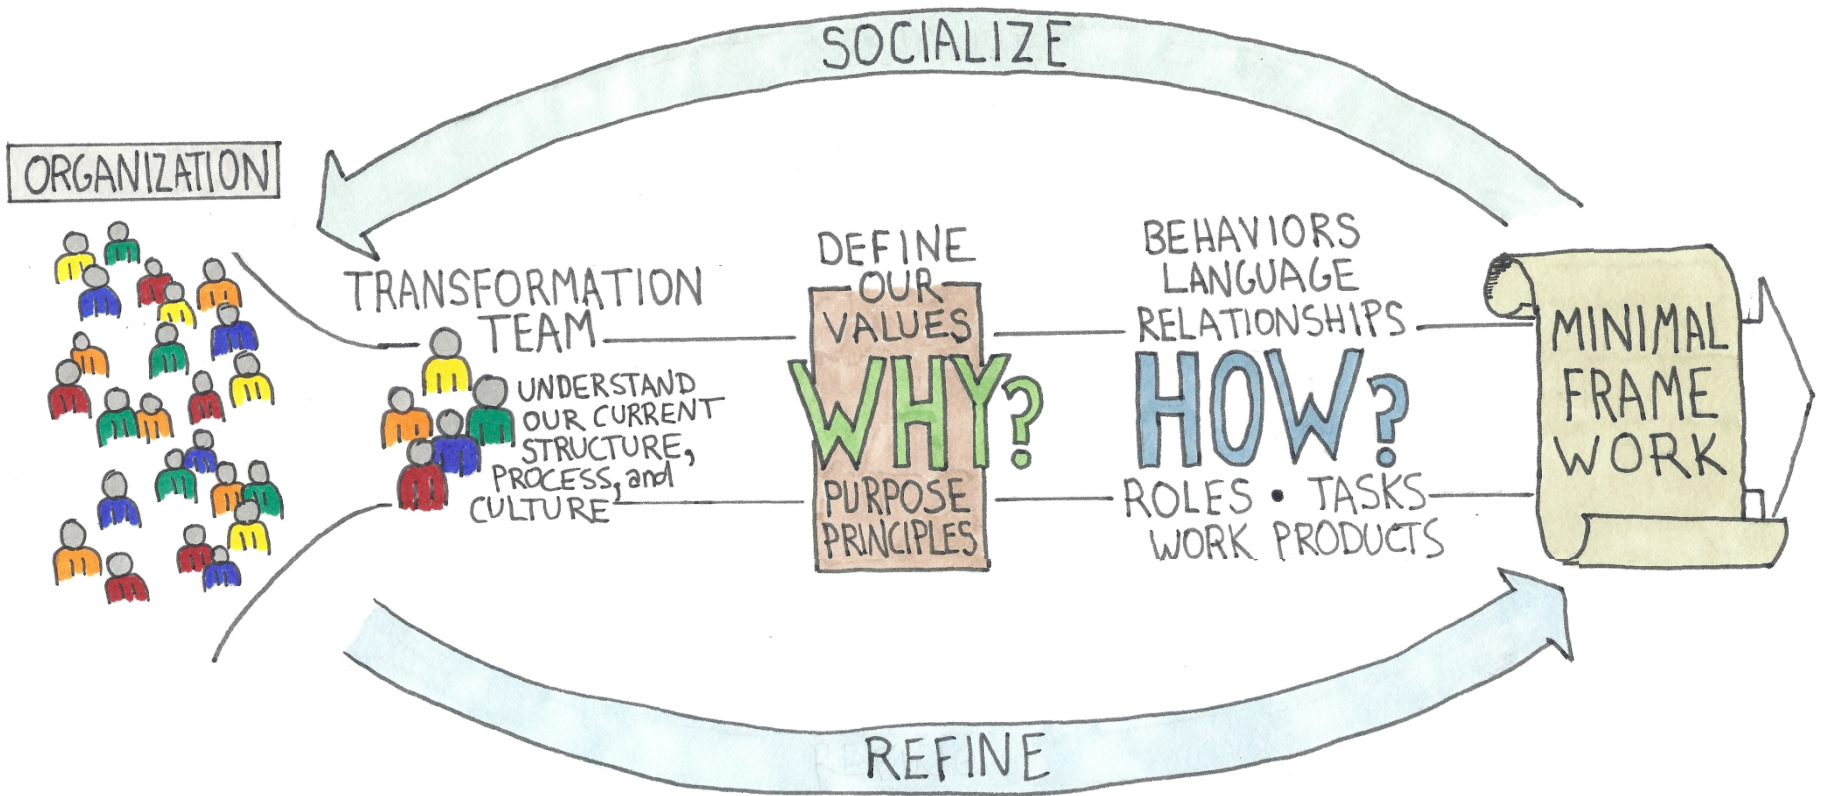 SOCIALIZE
ORGANIZATION
TRANSFORMATION
TEAM
UNDERSTAND
OUR CURRENT
STRUCTURE,
PROCESS, and
CULTURE
DEFINE
OUR
VALUES
WHY?
PURPOSE
PRINCIPLES
BEHAVIORS
LANGUAGE
RELATIONSHIPS
HOW?
ROLES • TASKS
WORK PRODUCTS
MINIMAL
FRAME
WORK
REFINE